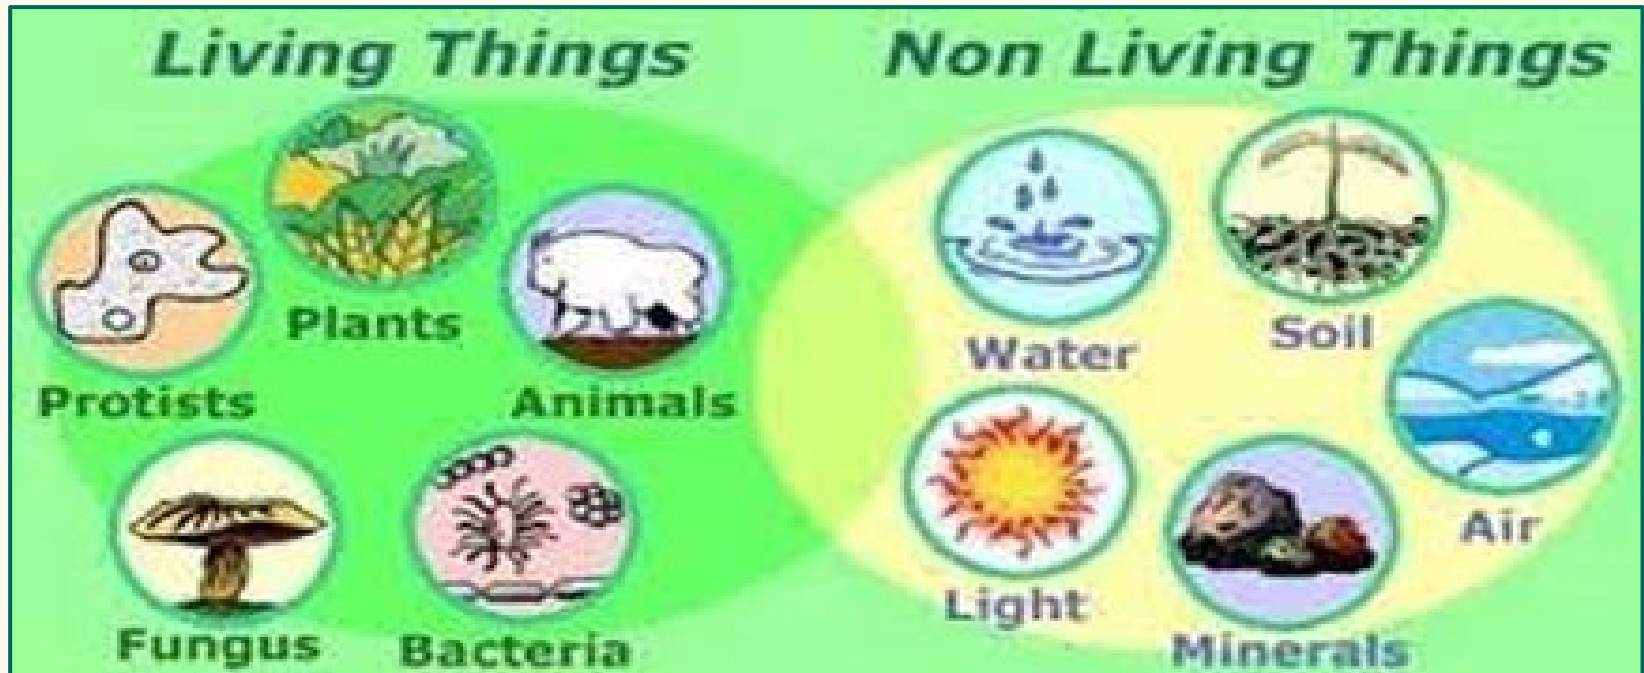 Living Things
Non Living Things
Plants
Protists
Animals
Fungus
Bacteria
Water
Soil
Air
Light
Minerals